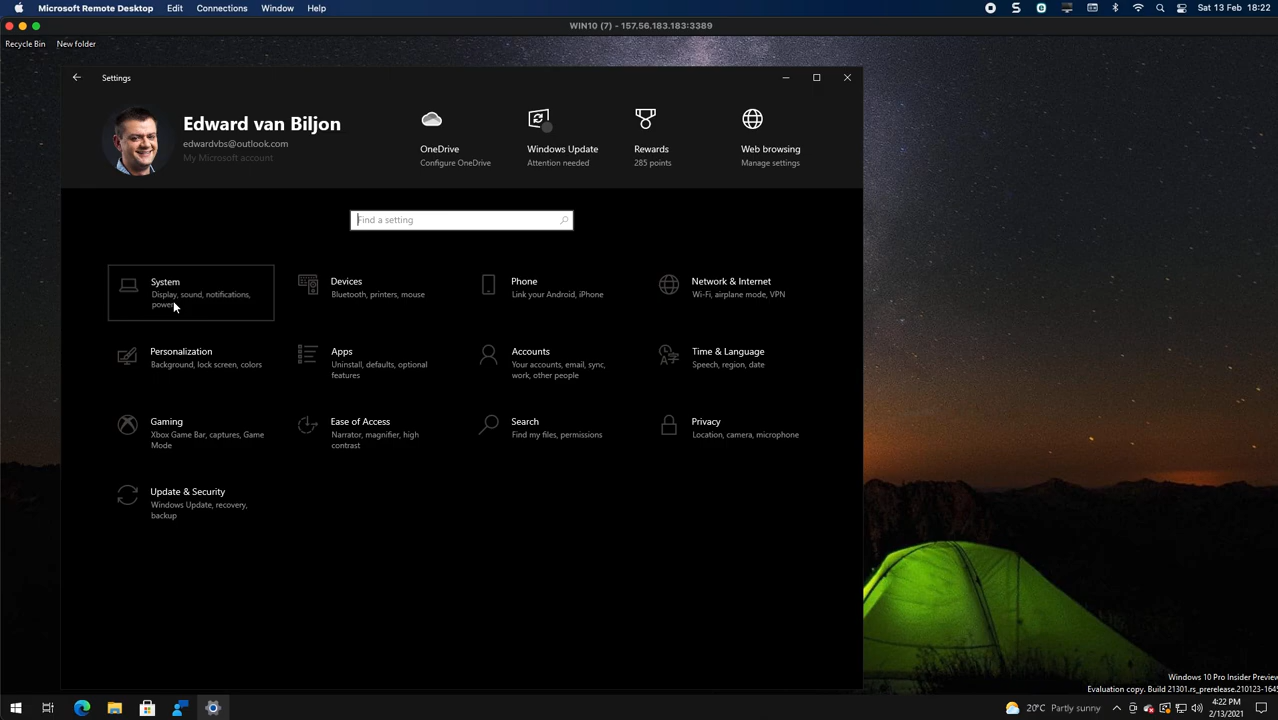 Microsoft Remote Desktop Edit Connections Window Help Sat 13 Feb 18:22
WIN10 (7) - 157.56.183.183:3389
Recycle Bin New folder
Settings
Edward van Biljon
edwardvbs@outlook.com
My Microsoft account
OneDrive
Configure OneDrive
Windows Update
Attention needed
Rewards
285 points
Web browsing
Manage settings
Find a setting
System
Display, sound, notifications,
power
Devices
Bluetooth, printers, mouse
Phone
Link your Android, iPhone
Network & Internet
Wi-Fi, airplane mode, VPN
Personalization
Background, lock screen, colors
Apps
Uninstall, defaults, optional
features
Accounts
Your accounts, email, sync,
work, other people
Time & Language
Speech, region, date
Gaming
Xbox Game Bar, captures, Game
Mode
Ease of Access
Narrator, magnifier, high
contrast
Search
Find my files, permissions
Privacy
Location, camera, microphone
Update & Security
Windows Update, recovery,
backup
Windows 10 Pro Insider Preview
Evaluation copy. Build 21301.rs_prerelease.210123-1645
20°C Partly sunny
4:22 PM
2/13/2021